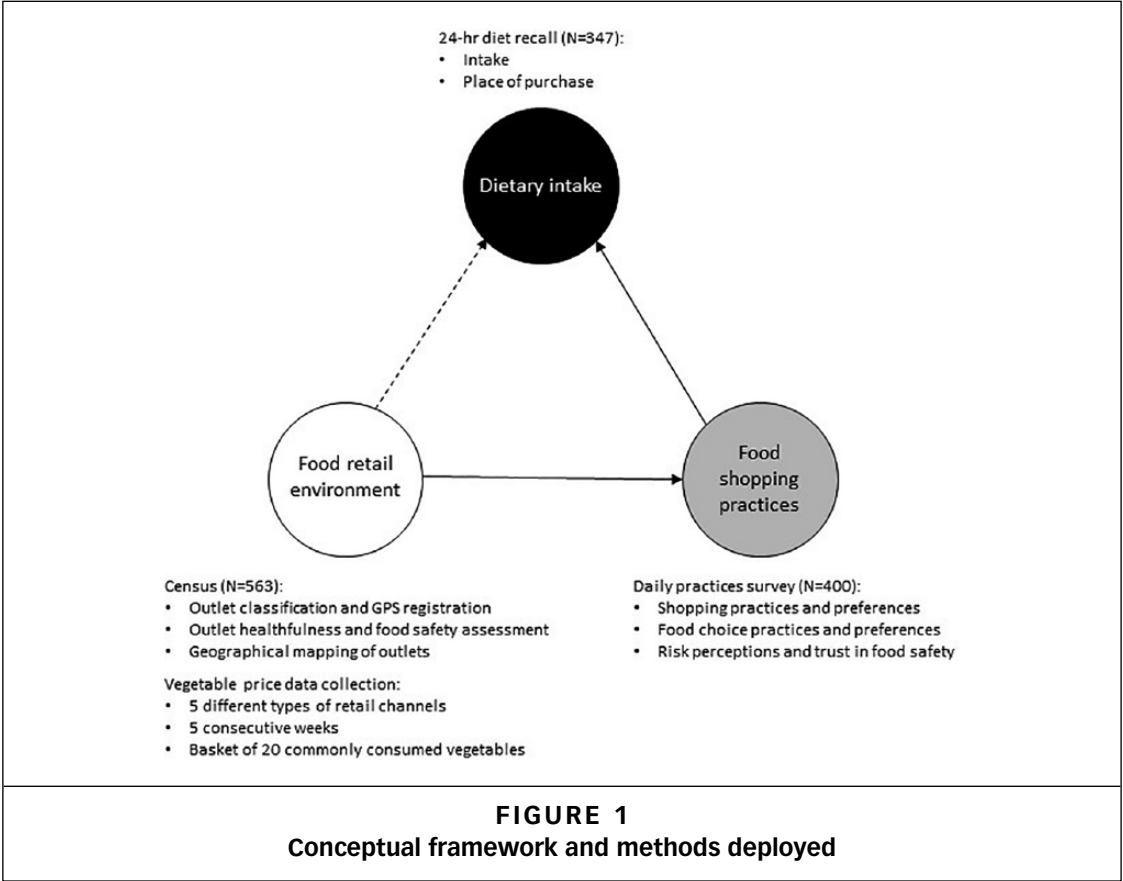 24-hr diet recall (N=347):
• Intake
• Place of purchase
Dietary intake
Food retail
environment
Food
shopping
practices
Census (N=563):
• Outlet classification and GPS registration
• Outlet healthfulness and food safety assessment
• Geographical mapping of outlets
Vegetable price data collection:
• 5 different types of retail channels
• 5 consecutive weeks
• Basket of 20 commonly consumed vegetables
Daily practices survey (N=400):
• Shopping practices and preferences
• Food choice practices and preferences
• Risk perceptions and trust in food safety
FIGURE 1
Conceptual framework and methods deployed